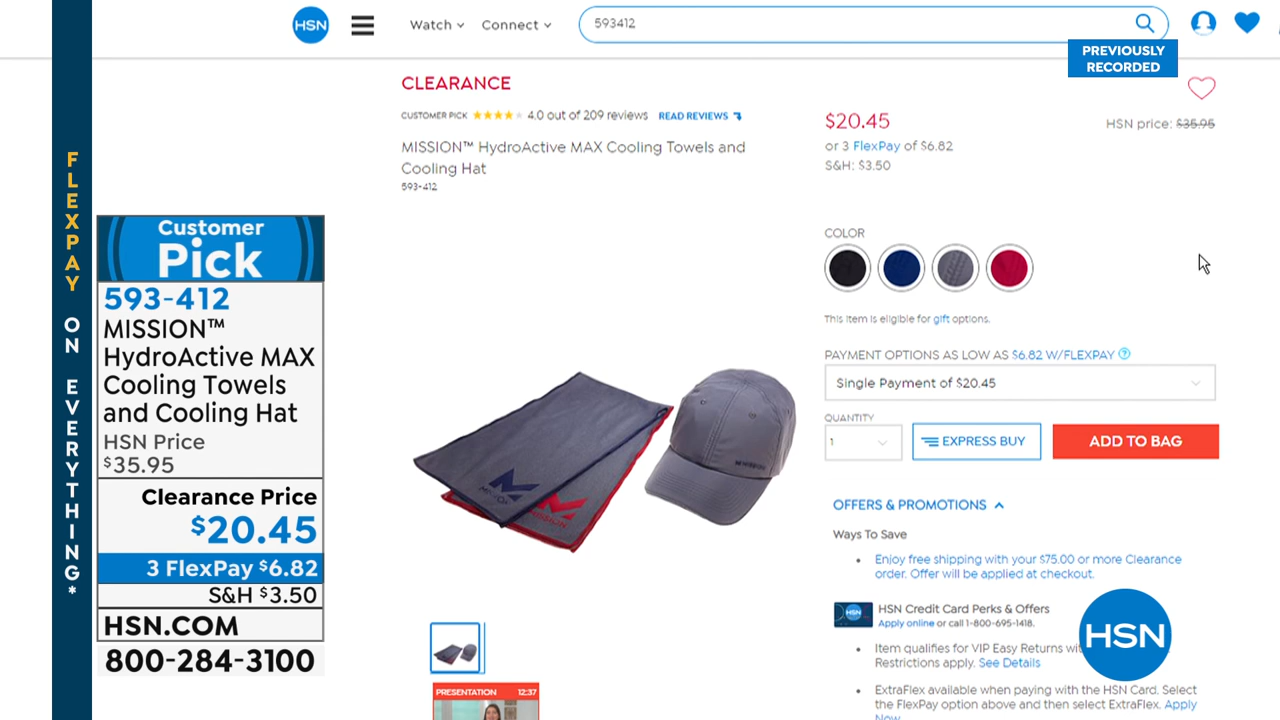 HSN
Watch
Connect
593412
PREVIOUSLY
RECORDED
FLEXPAY ON EVERYTHING*
Customer
Pick
593-412
MISSION™
HydroActive MAX
Cooling Towels
and Cooling Hat
HSN Price
$35.95
Clearance Price
$20.45
3 FlexPay $6.82
S&H $3.50
HSN.COM
800-284-3100
CLEARANCE
CUSTOMER PICK 4.0 out of 209 reviews READ REVIEWS
MISSION™ HydroActive MAX Cooling Towels and
Cooling Hat
593-412
MISSION
MISSION
MISSION
PRESENTATION 12:37
$20.45
HSN price: $35.95
or 3 FlexPay of $6.82
S&H: $3.50
COLOR
This item is eligible for gift options.
PAYMENT OPTIONS AS LOW AS $6.82 W/FLEXPAY ?
Single Payment of $20.45
QUANTITY
1
EXPRESS BUY
ADD TO BAG
OFFERS & PROMOTIONS
Ways To Save
Enjoy free shipping with your $75.00 or more Clearance
order. Offer will be applied at checkout.
HSN
HSN Credit Card Perks & Offers
Apply online or call 1-800-695-1418.
Item qualifies for VIP Easy Returns
Restrictions apply. See Details
ExtraFlex available when paying with the HSN Card. Select
the FlexPay option above and then select ExtraFlex. Apply
Now
HSN